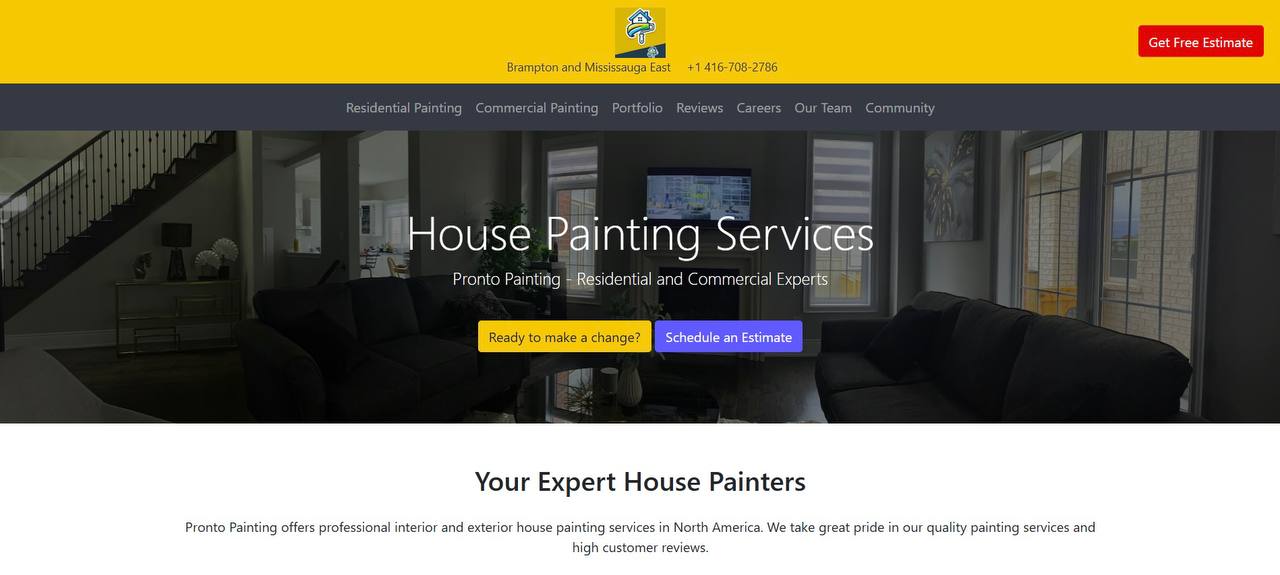 Get Free Estimate
Brampton and Mississauga East +1 416-708-2786
Residential Painting Commercial Painting Portfolio Reviews Careers Our Team Community
House Painting Services
Pronto Painting - Residential and Commercial Experts
Ready to make a change? Schedule an Estimate
Your Expert House Painters
Pronto Painting offers professional interior and exterior house painting services in North America. We take great pride in our quality painting services and
high customer reviews.